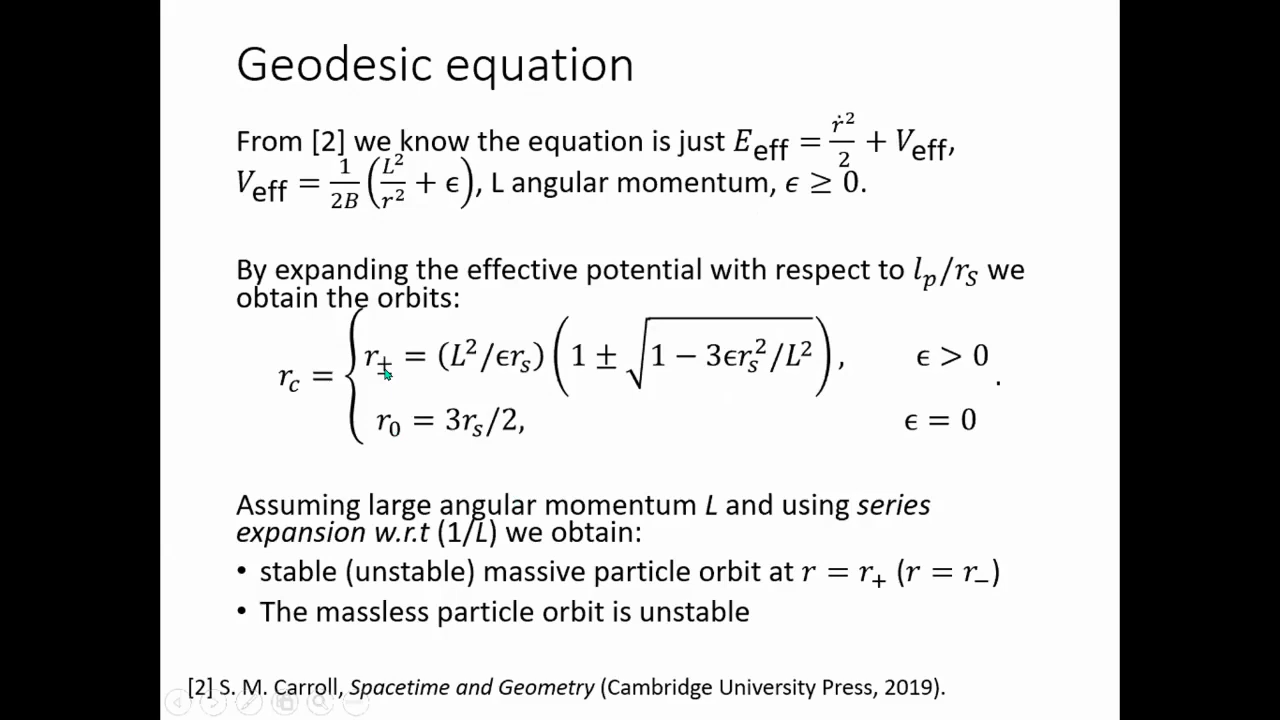 Geodesic equation
From [2] we know the equation is just E_eff = ṙ²/2 + V_eff,
V_eff = 1/2B (L²/r² + ϵ), L angular momentum, ϵ ≥ 0.
By expanding the effective potential with respect to l_p/r_S we
obtain the orbits:
r_c = { r_± = (L²/ϵr_s) (1 ± √(1 − 3ϵr_s²/L²)), ϵ > 0
r_0 = 3r_s/2, ϵ = 0 .
Assuming large angular momentum L and using series
expansion w.r.t (1/L) we obtain:
• stable (unstable) massive particle orbit at r = r_+ (r = r_−)
• The massless particle orbit is unstable
[2] S. M. Carroll, Spacetime and Geometry (Cambridge University Press, 2019).